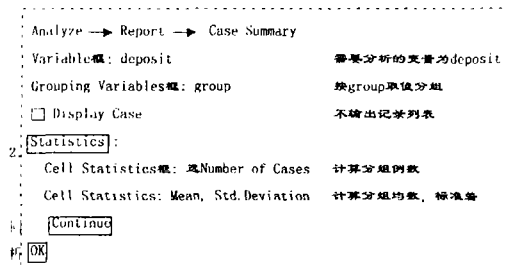 Analyze → Report → Case Summary
Variable框: deposit 需要分析的变量为deposit
Grouping Variables框: group 按group取值分组
□ Display Case 不输出记录列表
2. Statistics:
Cell Statistics框: 选Number of Cases 计算分组例数
Cell Statistics: Mean, Std.Deviation 计算分组均数, 标准差
Continue
OK